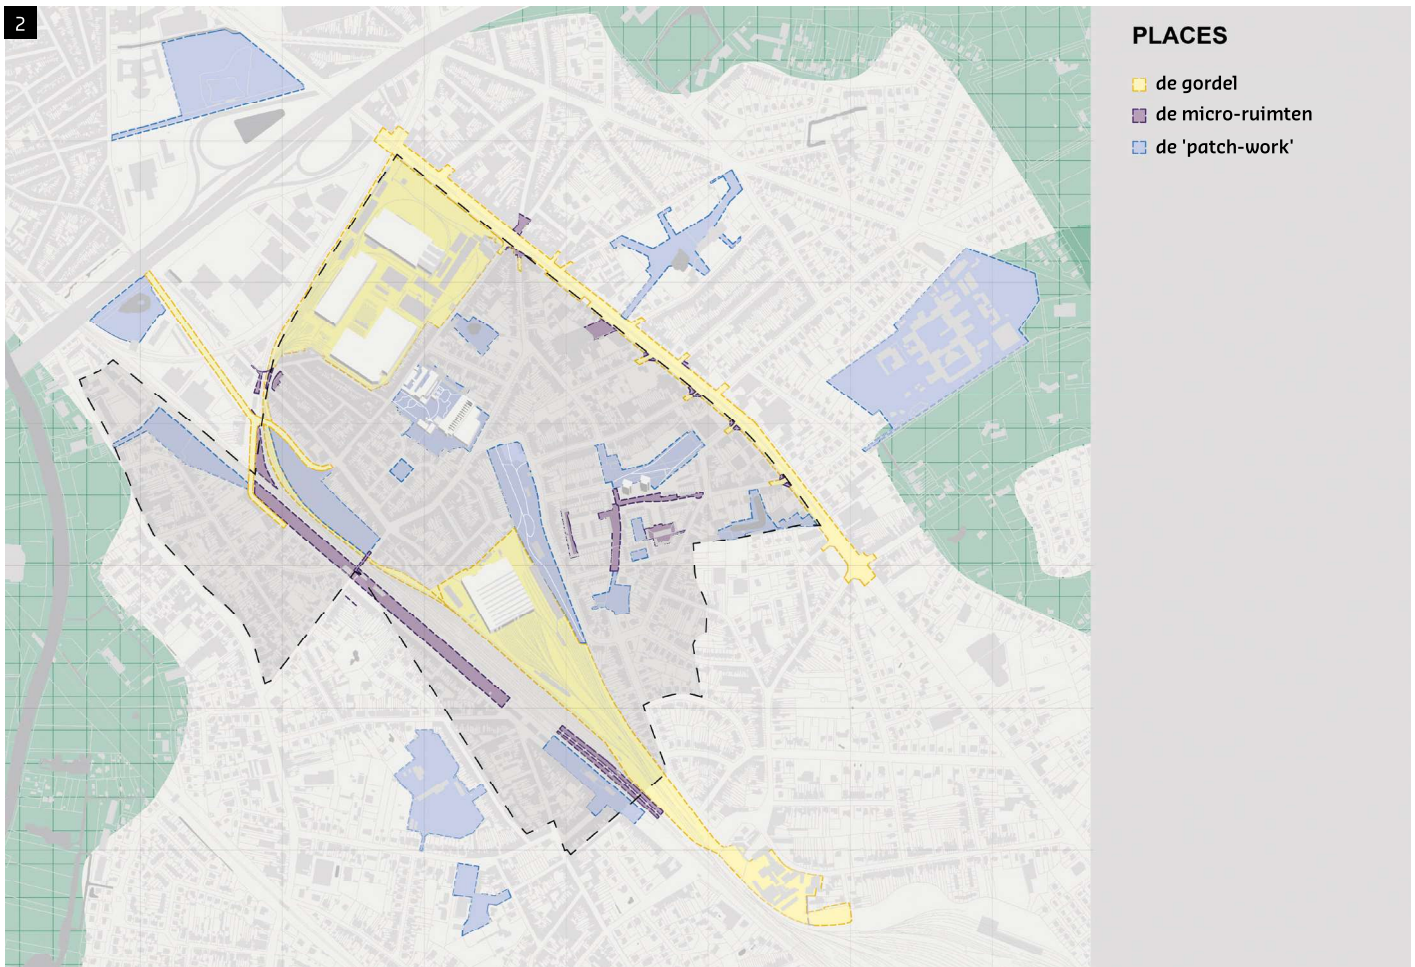 2
PLACES
de gordel
de micro-ruimten
de 'patch-work'